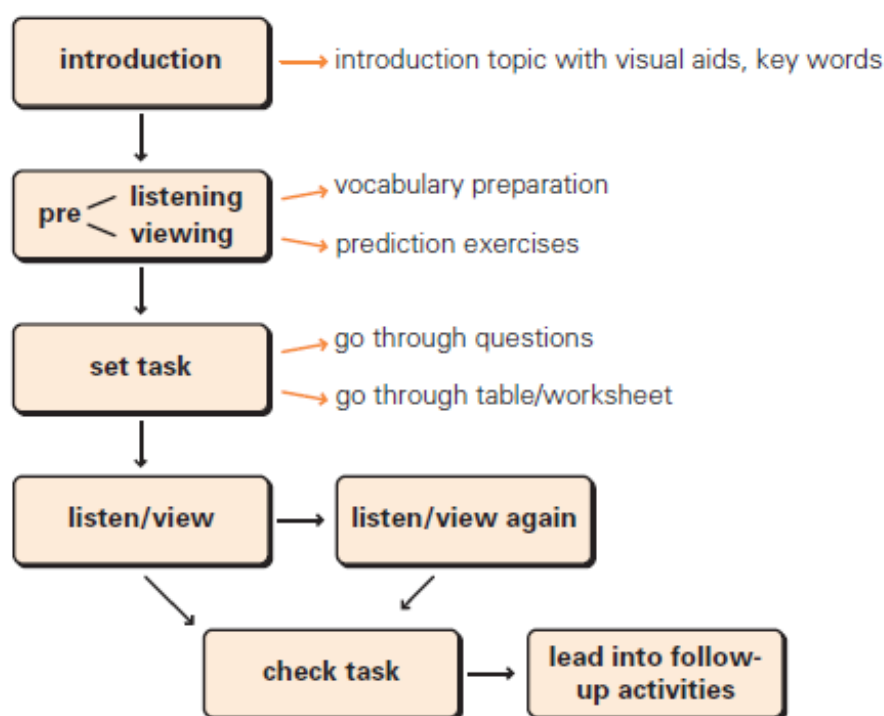 introduction
introduction topic with visual aids, key words
pre
listening
viewing
vocabulary preparation
prediction exercises
set task
go through questions
go through table/worksheet
listen/view
listen/view again
check task
lead into follow-
up activities